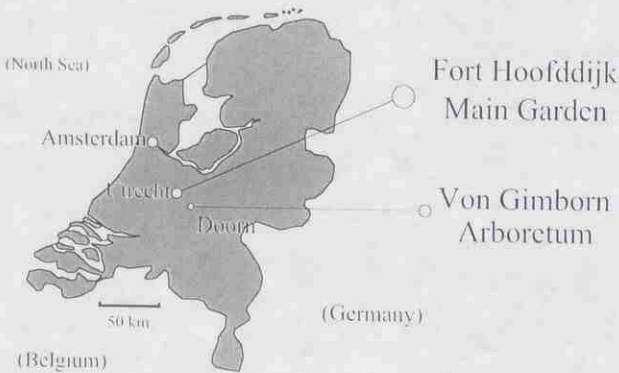 (North Sea)
Fort Hoofddijk
Main Garden
Amsterdam
Utrecht
Von Gimborn
Arboretum
Doorn
50 km
(Germany)
(Belgium)